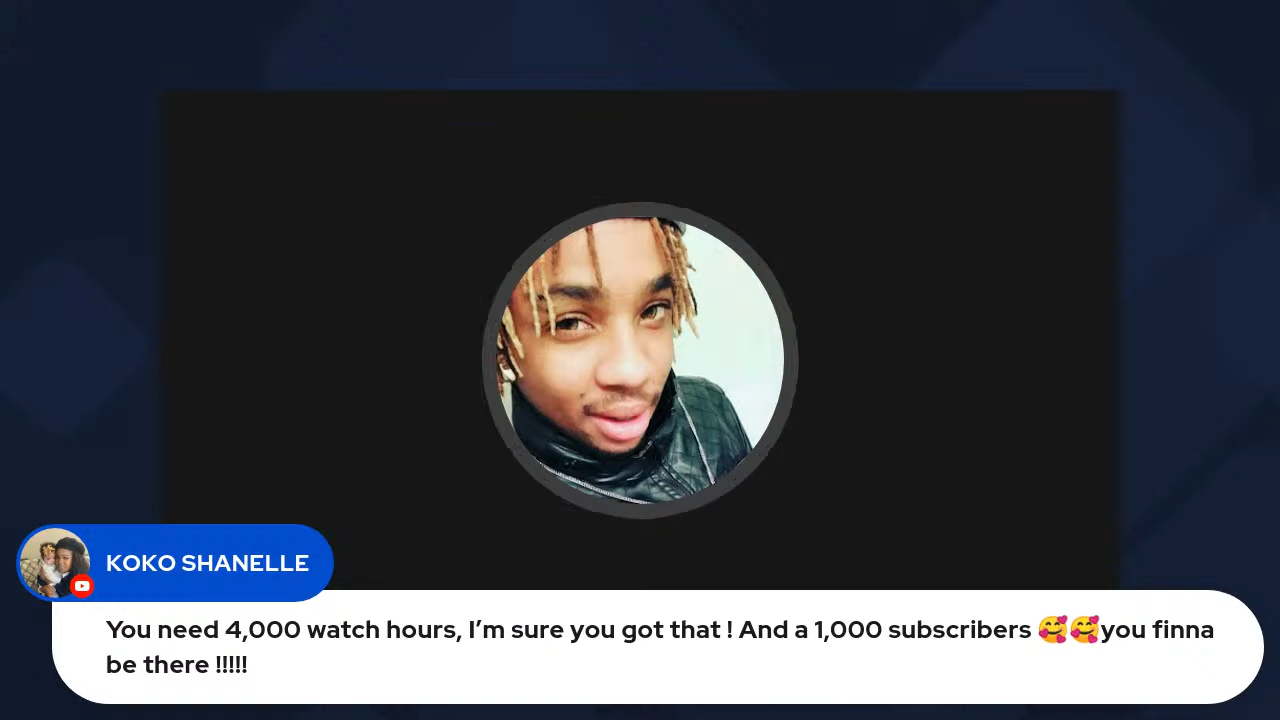 KOKO SHANELLE
You need 4,000 watch hours, I’m sure you got that ! And a 1,000 subscribers 🥰🥰you finna
be there !!!!!